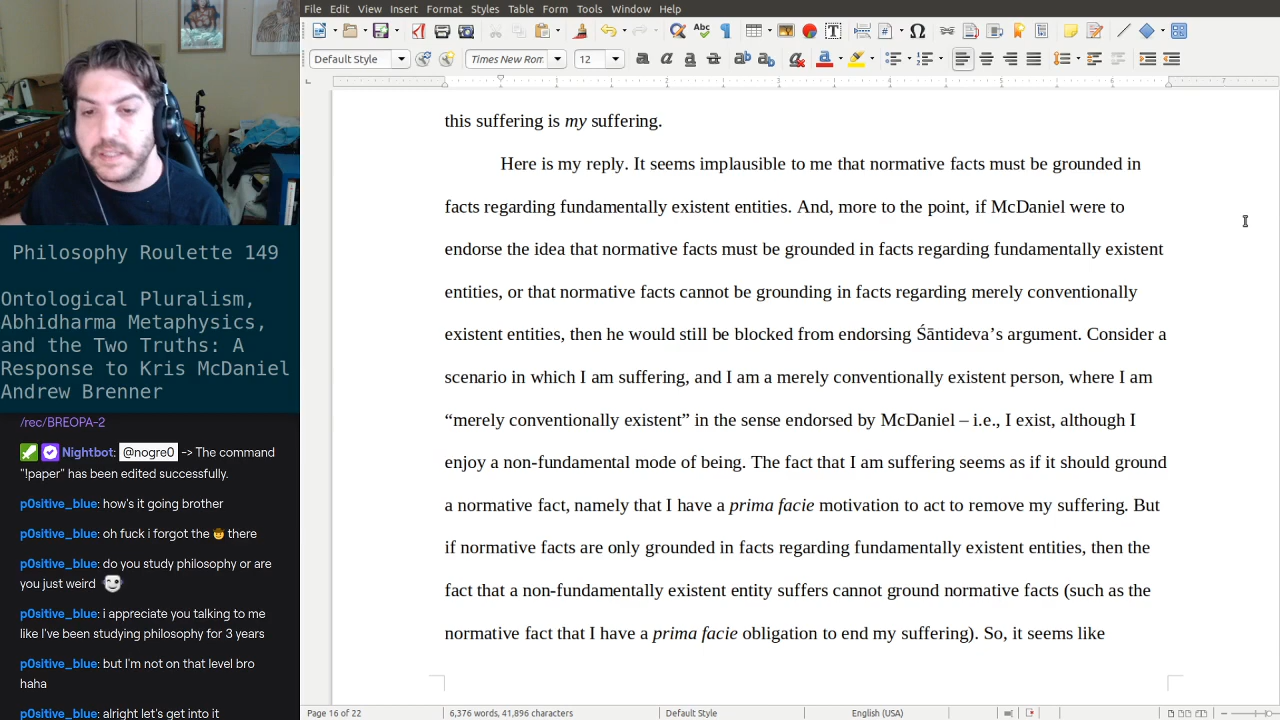 File Edit View Insert Format Styles Table Form Tools Window Help
Default Style Times New Rom 12
1 2 3 4 5 6 7
this suffering is my suffering.
Here is my reply. It seems implausible to me that normative facts must be grounded in
facts regarding fundamentally existent entities. And, more to the point, if McDaniel were to
endorse the idea that normative facts must be grounded in facts regarding fundamentally existent
entities, or that normative facts cannot be grounding in facts regarding merely conventionally
existent entities, then he would still be blocked from endorsing Śāntideva’s argument. Consider a
scenario in which I am suffering, and I am a merely conventionally existent person, where I am
“merely conventionally existent” in the sense endorsed by McDaniel – i.e., I exist, although I
enjoy a non-fundamental mode of being. The fact that I am suffering seems as if it should ground
a normative fact, namely that I have a prima facie motivation to act to remove my suffering. But
if normative facts are only grounded in facts regarding fundamentally existent entities, then the
fact that a non-fundamentally existent entity suffers cannot ground normative facts (such as the
normative fact that I have a prima facie obligation to end my suffering). So, it seems like
Page 16 of 22 6,376 words, 41,896 characters Default Style English (USA)
Philosophy Roulette 149
Ontological Pluralism,
Abhidharma Metaphysics,
and the Two Truths: A
Response to Kris McDaniel
Andrew Brenner
/rec/BREOPA-2
Nightbot: @nogre0 -> The command
"!paper" has been edited successfully.
p0sitive_blue: how's it going brother
p0sitive_blue: oh fuck i forgot the 🤠 there
p0sitive_blue: do you study philosophy or are
you just weird
p0sitive_blue: i appreciate you talking to me
like I've been studying philosophy for 3 years
p0sitive_blue: but I'm not on that level bro
haha
p0sitive_blue: alright let's get into it